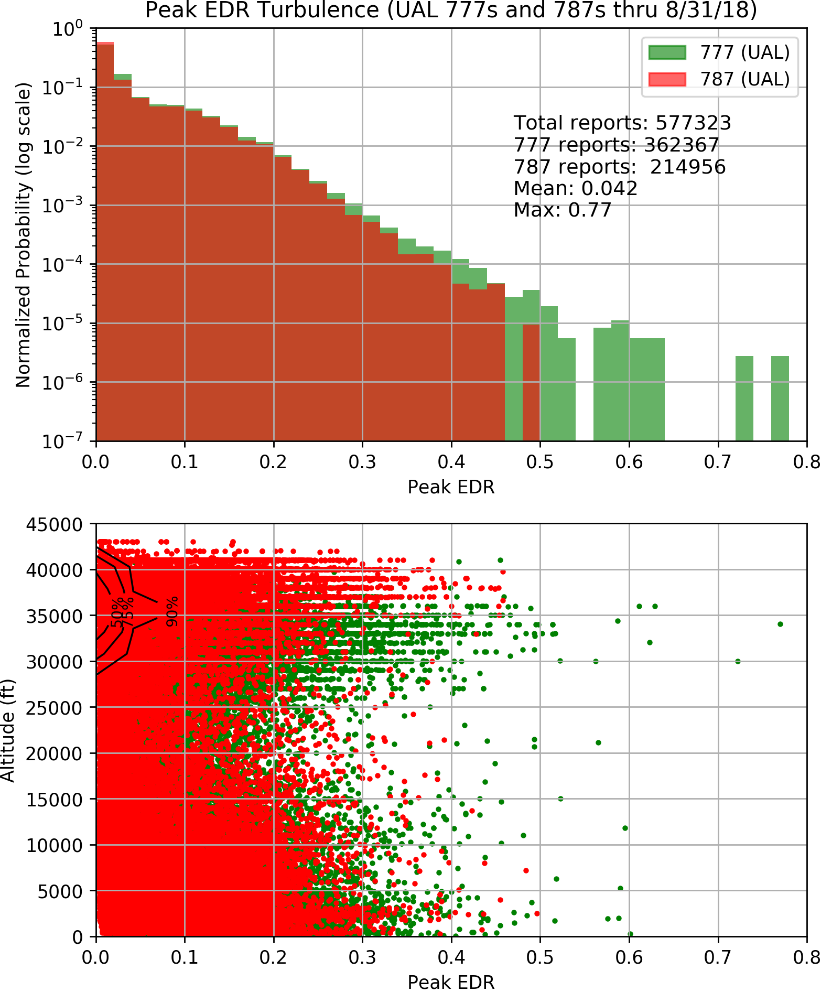 Peak EDR Turbulence (UAL 777s and 787s thru 8/31/18)
10⁰
10⁻¹
10⁻²
10⁻³
10⁻⁴
10⁻⁵
10⁻⁶
10⁻⁷
Normalized Probability (log scale)
777 (UAL)
787 (UAL)
Total reports: 577323
777 reports: 362367
787 reports: 214956
Mean: 0.042
Max: 0.77
0.0 0.1 0.2 0.3 0.4 0.5 0.6 0.7 0.8
Peak EDR
45000
40000
35000
30000
25000
20000
15000
10000
5000
0
Altitude (ft)
50%
75%
90%
0.0 0.1 0.2 0.3 0.4 0.5 0.6 0.7 0.8
Peak EDR